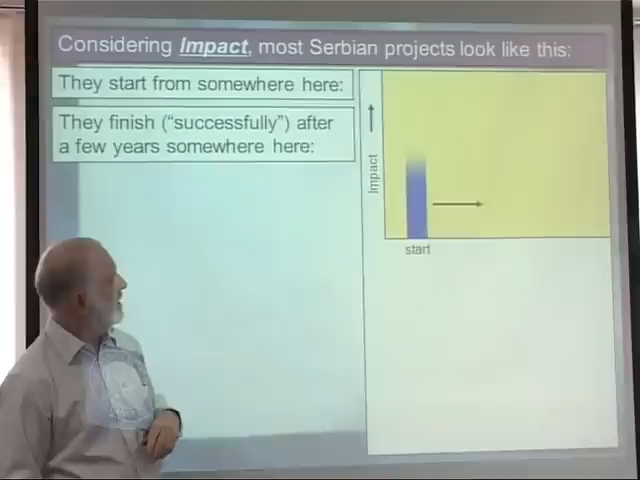 Considering Impact, most Serbian projects look like this:
They start from somewhere here:
They finish (“successfully”) after
a few years somewhere here:
Impact
start